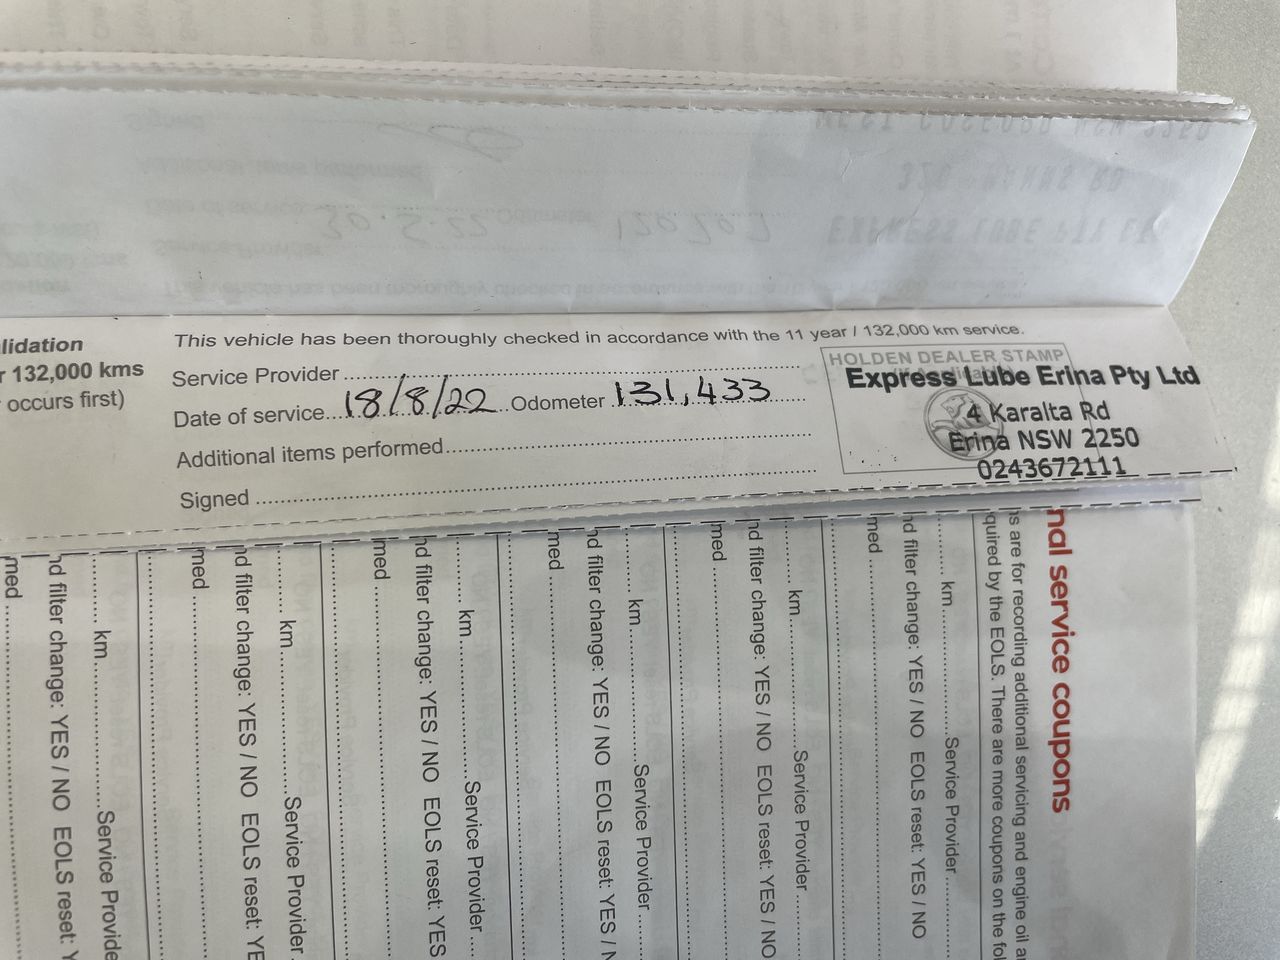 lidation
r 132,000 kms
occurs first)
This vehicle has been thoroughly checked in accordance with the 11 year / 132,000 km service.
Service Provider
Date of service 18/8/22 Odometer 131,433
Additional items performed
Signed
HOLDEN DEALER STAMP
Express Lube Erina Pty Ltd
4 Karalta Rd
Erina NSW 2250
0243672111
nal service coupons
ns are for recording additional servicing and engine oil a
quired by the EOLS. There are more coupons on the fol
km Service Provider
nd filter change: YES / NO EOLS reset: YES / NO
med
km Service Provider
nd filter change: YES / NO EOLS reset: YES / NO
med
km Service Provider
nd filter change: YES / NO EOLS reset: YES / N
med
km Service Provider
nd filter change: YES / NO EOLS reset: YES
med
km Service Provider
nd filter change: YES / NO EOLS reset: YE
med
km Service Provide
nd filter change: YES / NO EOLS reset: Y
med